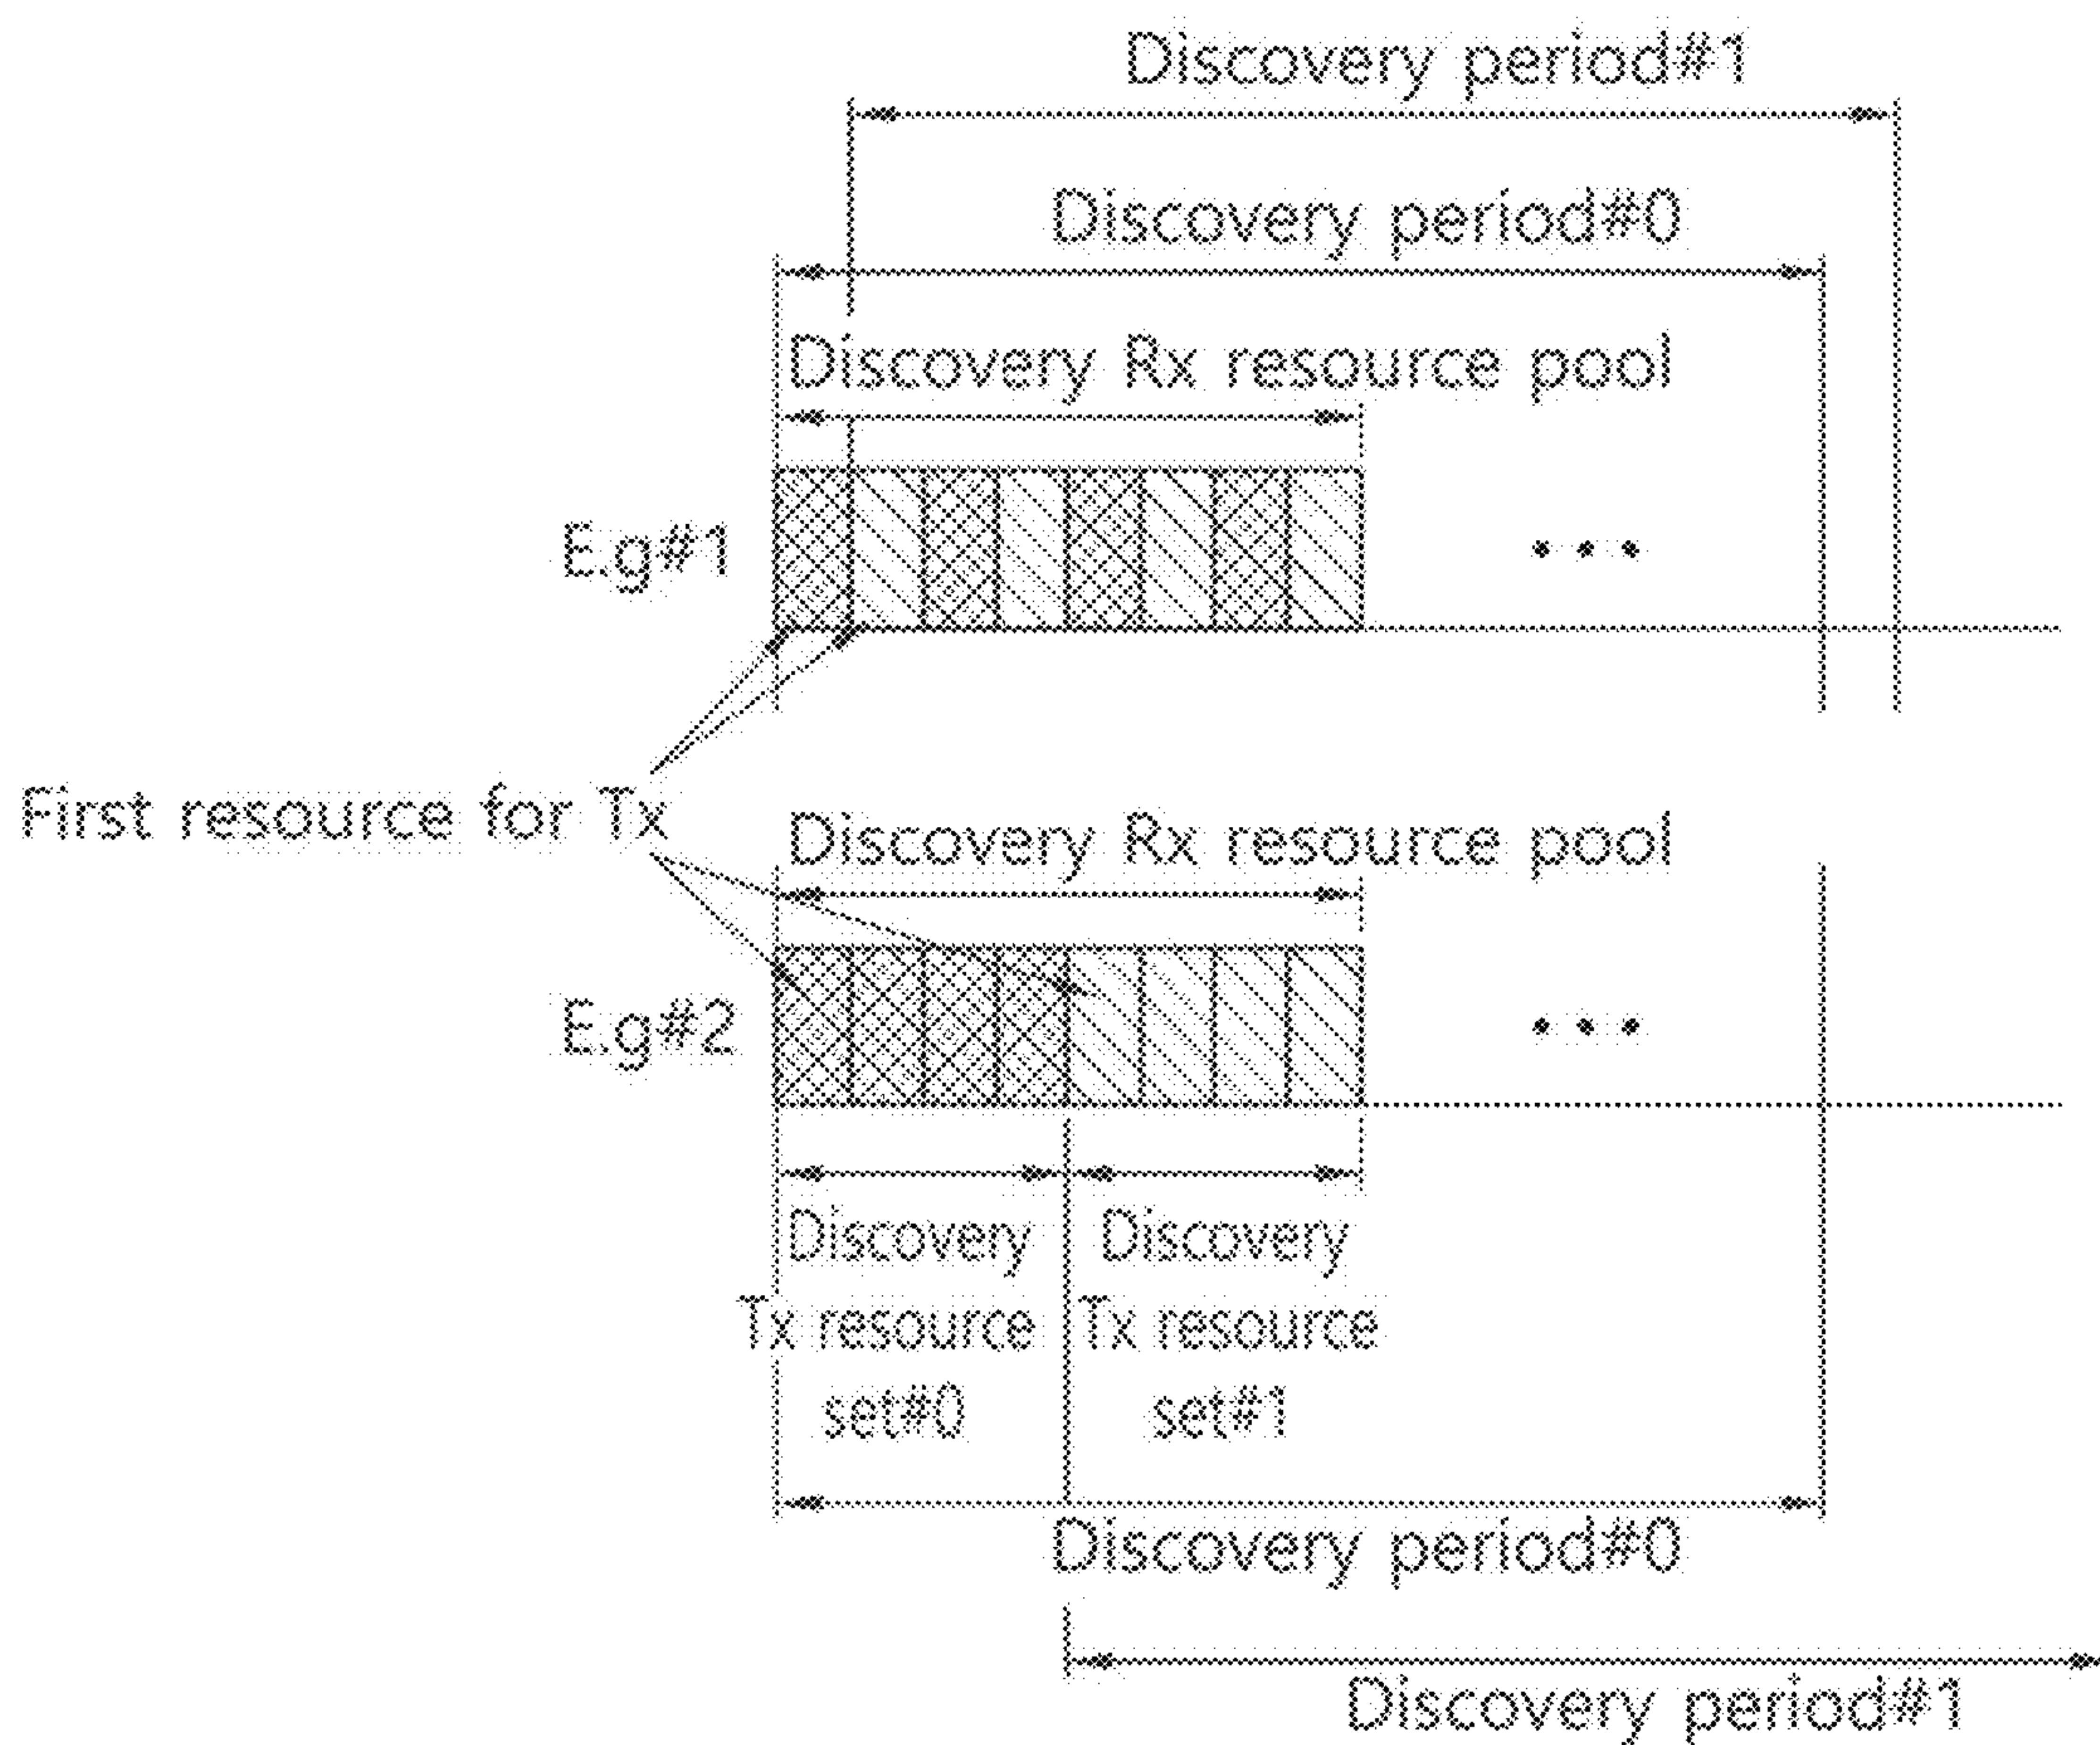 Discovery period#1
Discovery period#0
Discovery Rx resource pool
E.g#1
• • •
First resource for Tx
Discovery Rx resource pool
E.g#2
• • •
Discovery Discovery
Tx resource Tx resource
set#0 set#1
Discovery period#0
Discovery period#1